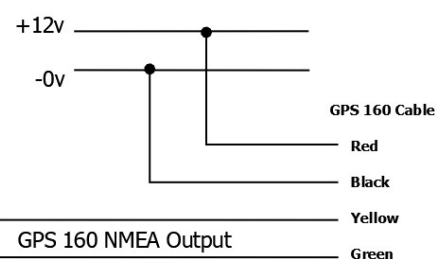 +12v
-0v
GPS 160 Cable
Red
Black
Yellow
GPS 160 NMEA Output
Green